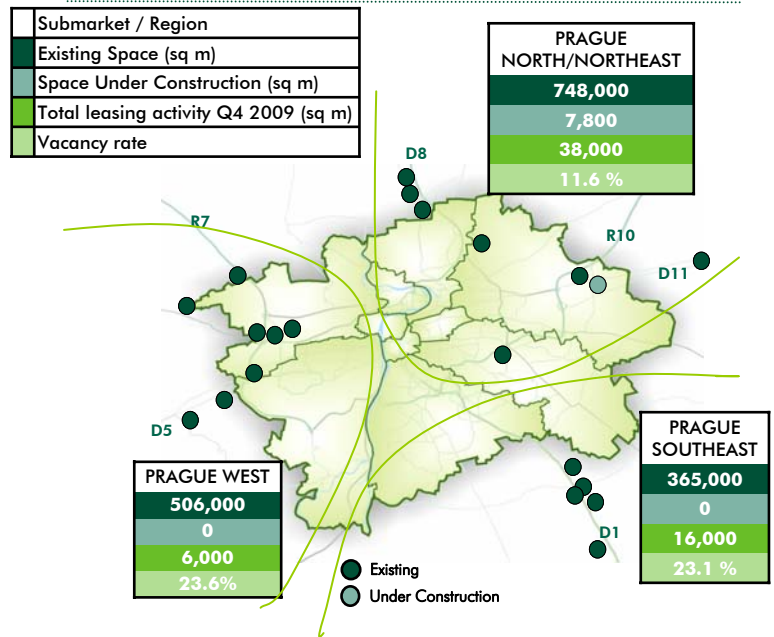 Submarket / Region
Existing Space (sq m)
Space Under Construction (sq m)
Total leasing activity Q4 2009 (sq m)
Vacancy rate
PRAGUE
NORTH/NORTHEAST
748,000
7,800
38,000
11.6 %
D8
R7
R10
D11
D5
PRAGUE WEST
506,000
0
6,000
23.6%
PRAGUE
SOUTHEAST
365,000
0
16,000
23.1 %
D1
Existing
Under Construction